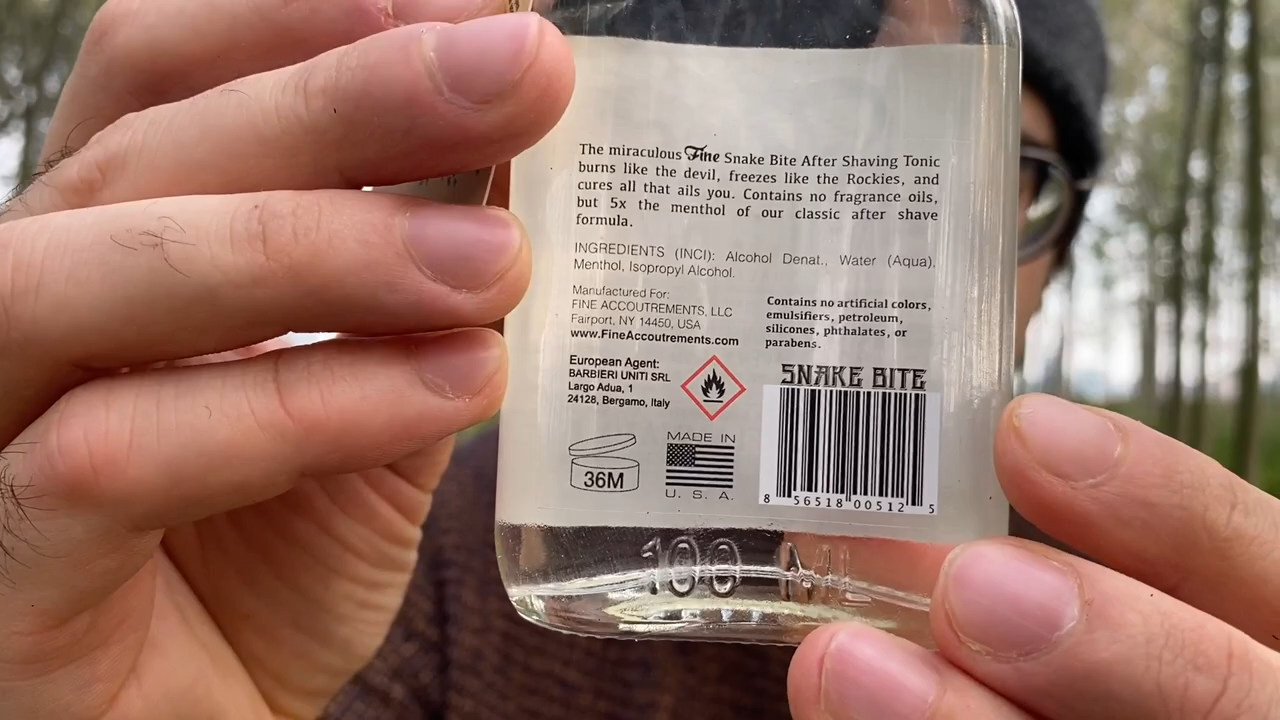 The miraculous Fine Snake Bite After Shaving Tonic
burns like the devil, freezes like the Rockies, and
cures all that ails you. Contains no fragrance oils,
but 5x the menthol of our classic after shave
formula.
INGREDIENTS (INCI): Alcohol Denat., Water (Aqua),
Menthol, Isopropyl Alcohol.
Manufactured For:
FINE ACCOUTREMENTS, LLC
Fairport, NY 14450, USA
www.FineAccoutrements.com
Contains no artificial colors,
emulsifiers, petroleum,
silicones, phthalates, or
parabens.
European Agent:
BARBIERI UNITI SRL
Largo Adua, 1
24128, Bergamo, Italy
SNAKE BITE
36M
MADE IN
U. S. A.
8 56518 00512 5
100 ML